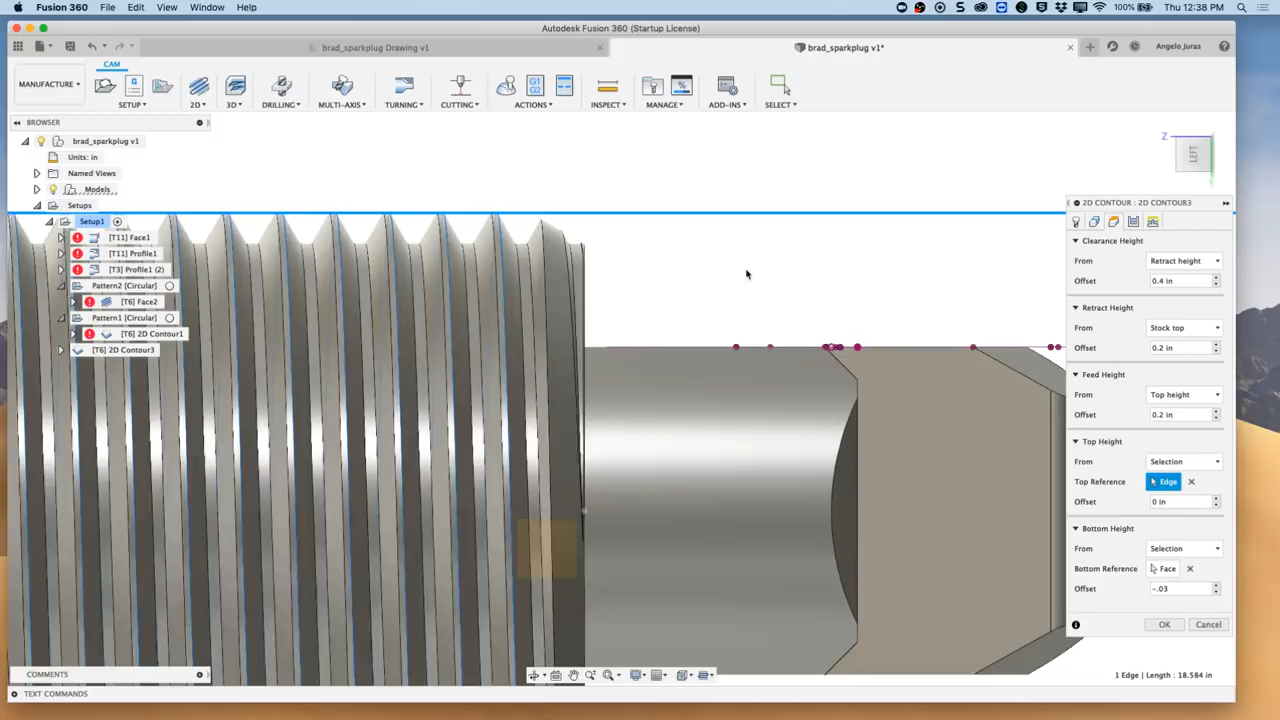 Fusion 360 File Edit View Window Help 100% Thu 12:38 PM
Autodesk Fusion 360 (Startup License)
brad_sparkplug Drawing v1 brad_sparkplug v1* Angelo Juras
CAM
MANUFACTURE
SETUP 2D 3D DRILLING MULTI-AXIS TURNING CUTTING ACTIONS INSPECT MANAGE ADD-INS SELECT
G1
G2
BROWSER
brad_sparkplug v1
Units: in
Named Views
Models
Setups
Setup1
[T11] Face1
[T11] Profile1
[T3] Profile1 (2)
Pattern2 [Circular]
[T6] Face2
Pattern1 [Circular]
[T6] 2D Contour1
[T6] 2D Contour3
Z
LEFT
2D CONTOUR : 2D CONTOUR3
Clearance Height
From Retract height
Offset 0.4 in
Retract Height
From Stock top
Offset 0.2 in
Feed Height
From Top height
Offset 0.2 in
Top Height
From Selection
Top Reference Edge
Offset 0 in
Bottom Height
From Selection
Bottom Reference Face
Offset -.03
OK Cancel
COMMENTS
1 Edge | Length : 18.584 in
TEXT COMMANDS